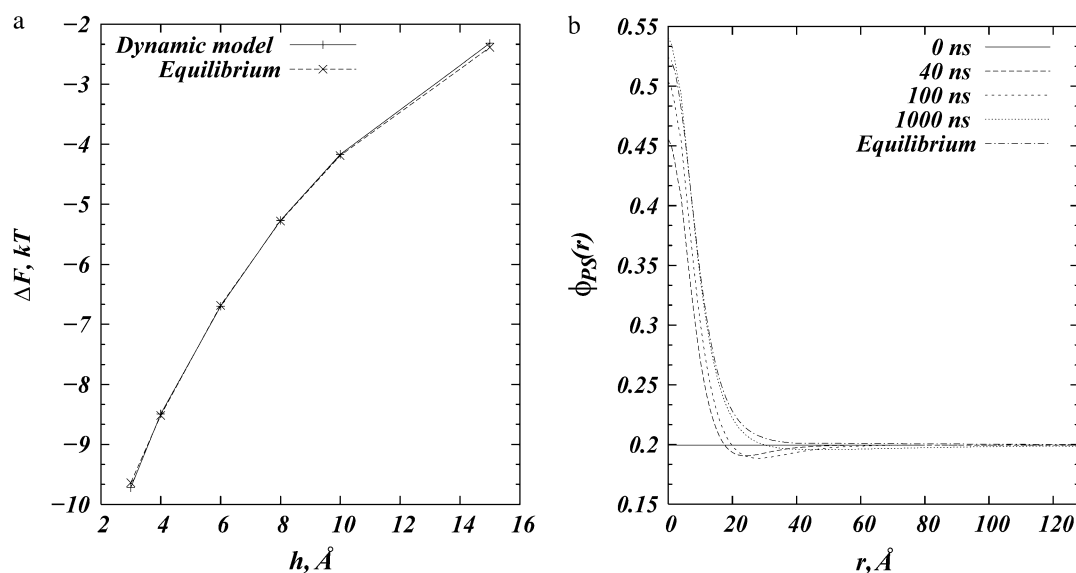 a
ΔF, kT
−2
−3
−4
−5
−6
−7
−8
−9
−10
Dynamic model
Equilibrium
2 4 6 8 10 12 14 16
h, Å
b
ϕPS(r)
0.55
0.5
0.45
0.4
0.35
0.3
0.25
0.2
0.15
0 ns
40 ns
100 ns
1000 ns
Equilibrium
0 20 40 60 80 100 120
r, Å